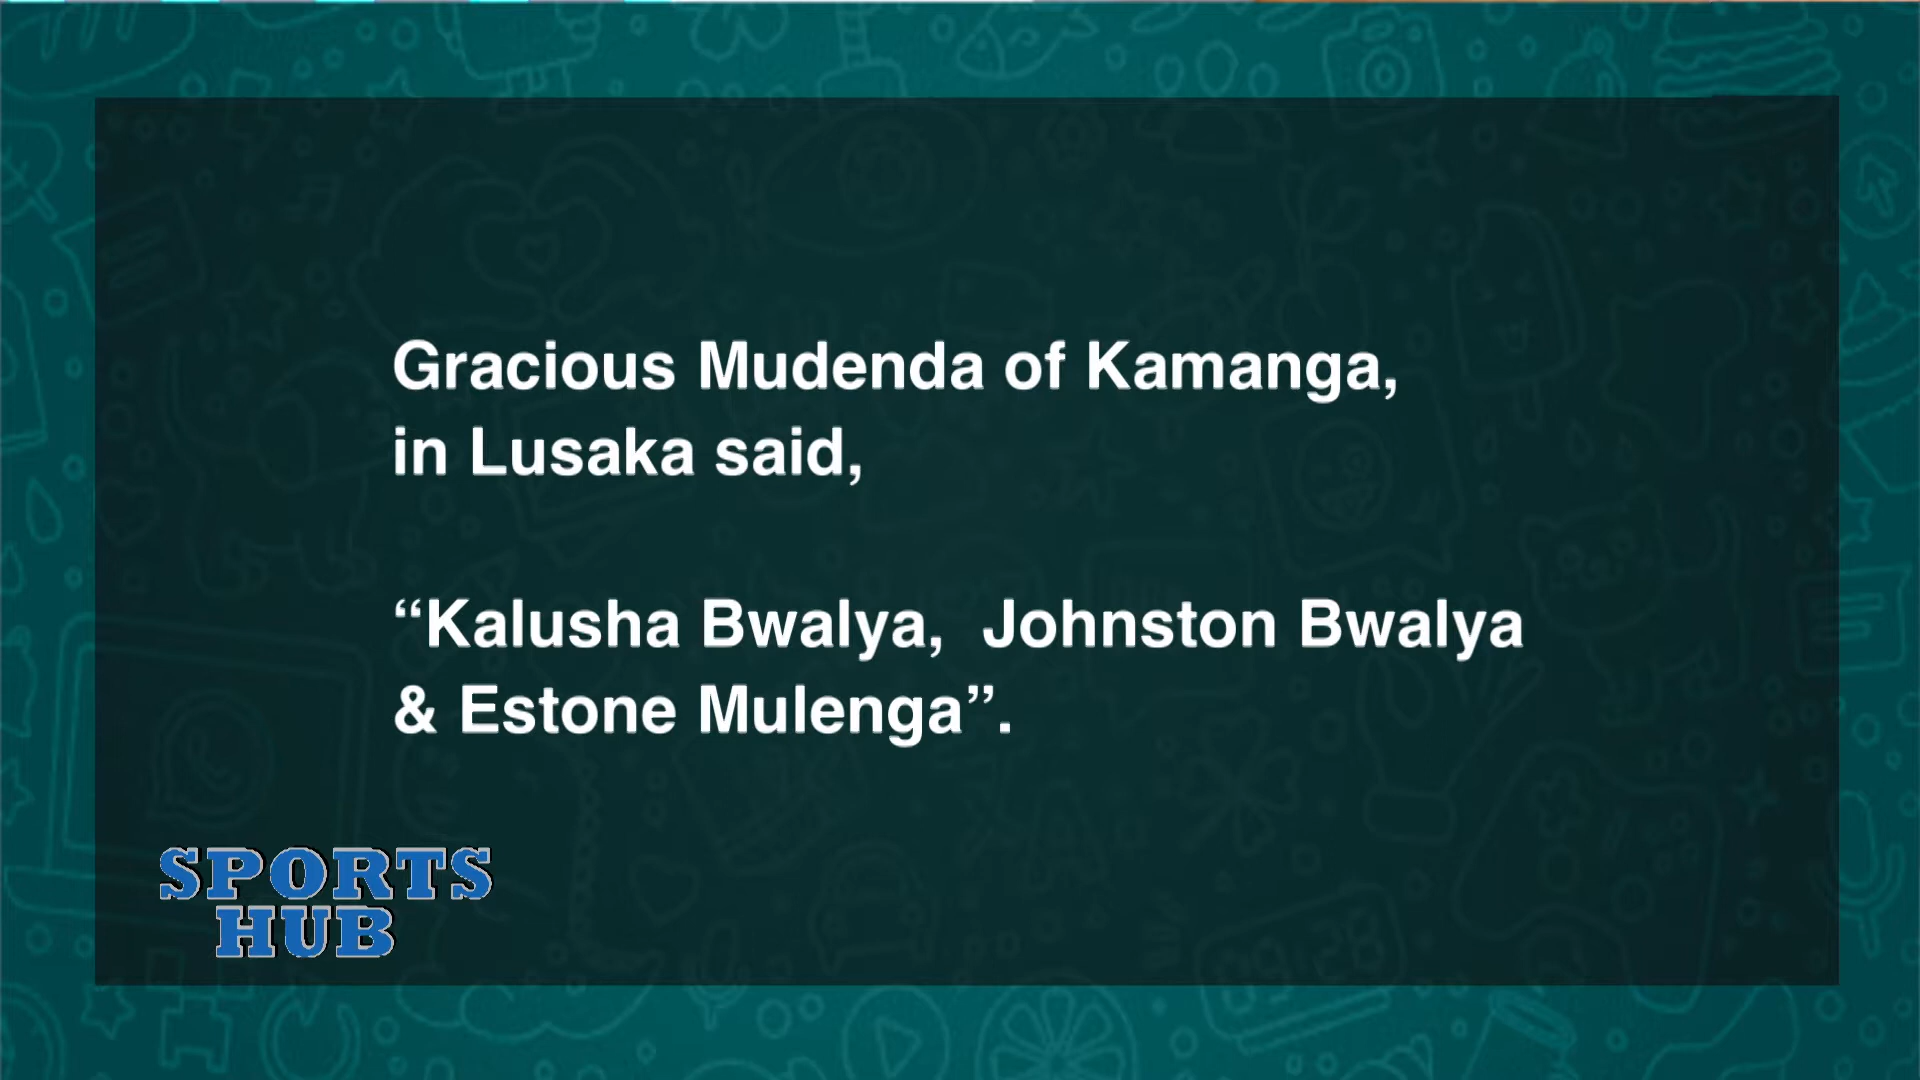 Gracious Mudenda of Kamanga,
in Lusaka said,
“Kalusha Bwalya,  Johnston Bwalya
& Estone Mulenga”.
SPORTS
HUB